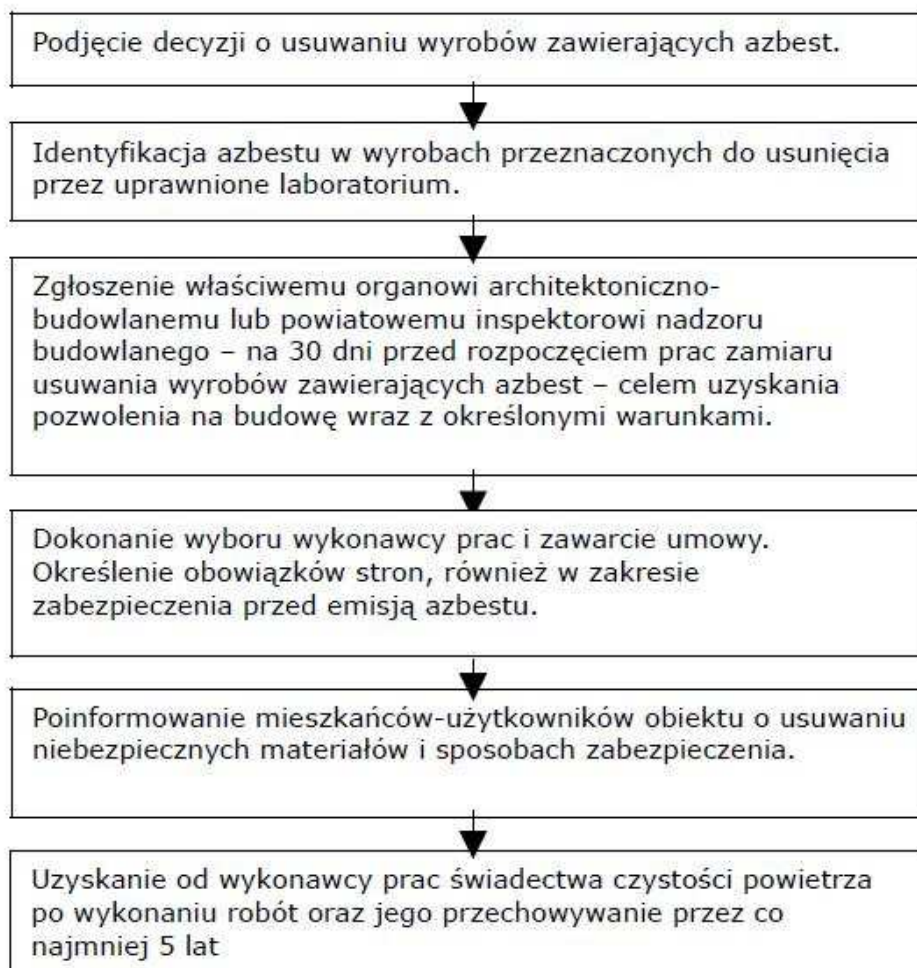 Podjęcie decyzji o usuwaniu wyrobów zawierających azbest.
Identyfikacja azbestu w wyrobach przeznaczonych do usunięcia
przez uprawnione laboratorium.
Zgłoszenie właściwemu organowi architektoniczno-
budowlanemu lub powiatowemu inspektorowi nadzoru
budowlanego – na 30 dni przed rozpoczęciem prac zamiaru
usuwania wyrobów zawierających azbest – celem uzyskania
pozwolenia na budowę wraz z określonymi warunkami.
Dokonanie wyboru wykonawcy prac i zawarcie umowy.
Określenie obowiązków stron, również w zakresie
zabezpieczenia przed emisją azbestu.
Poinformowanie mieszkańców-użytkowników obiektu o usuwaniu
niebezpiecznych materiałów i sposobach zabezpieczenia.
Uzyskanie od wykonawcy prac świadectwa czystości powietrza
po wykonaniu robót oraz jego przechowywanie przez co
najmniej 5 lat